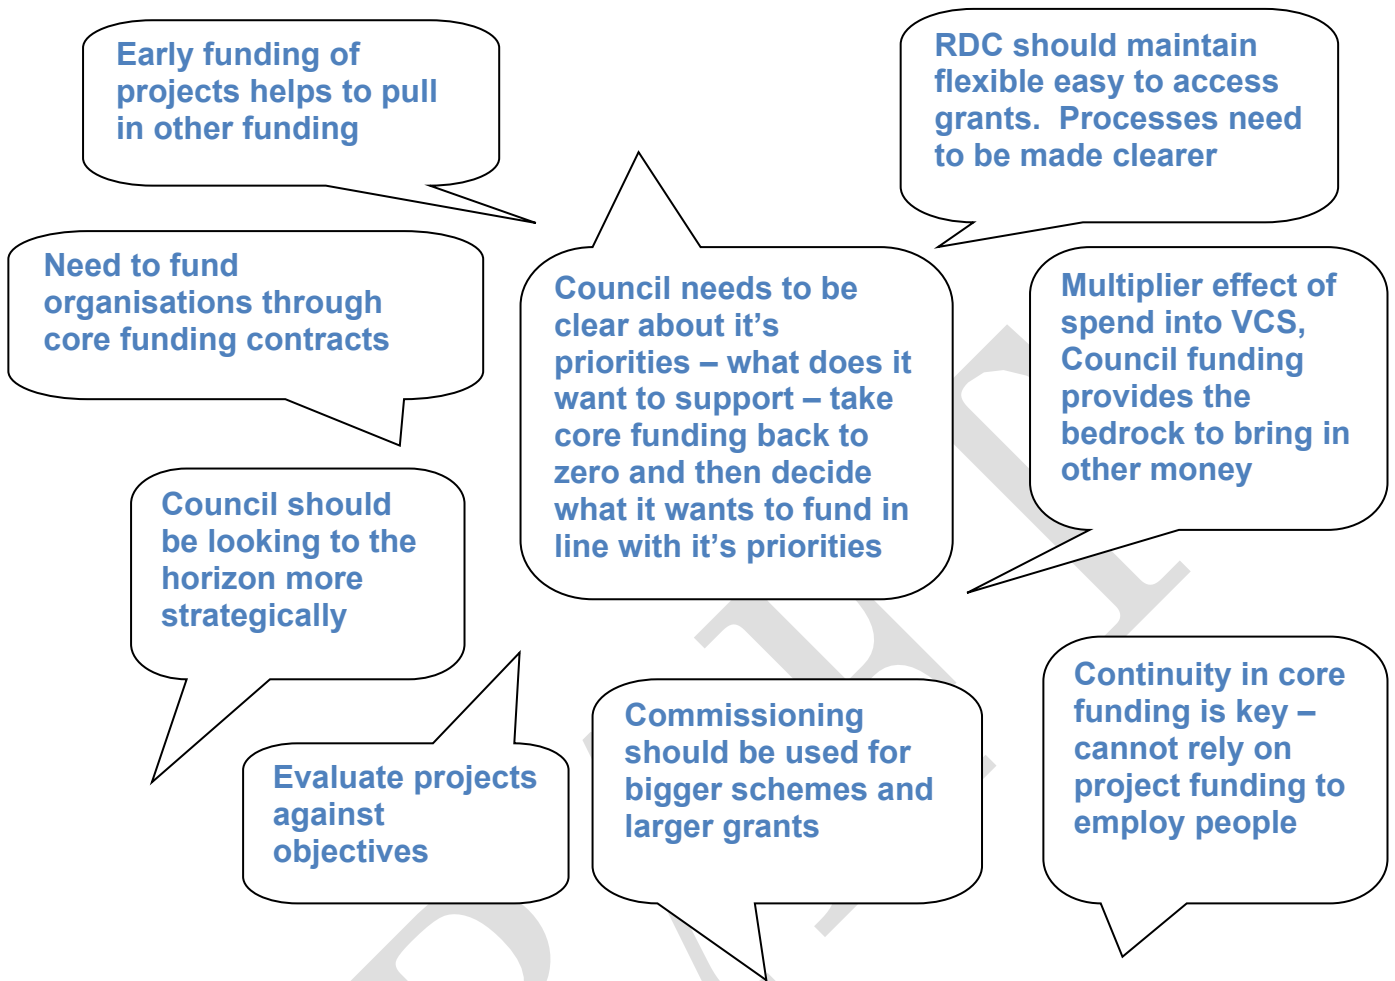 Early funding of
projects helps to pull
in other funding
RDC should maintain
flexible easy to access
grants.  Processes need
to be made clearer
Need to fund
organisations through
core funding contracts
Council needs to be
clear about it’s
priorities – what does it
want to support – take
core funding back to
zero and then decide
what it wants to fund in
line with it’s priorities
Multiplier effect of
spend into VCS,
Council funding
provides the
bedrock to bring in
other money
Council should
be looking to the
horizon more
strategically
Evaluate projects
against
objectives
Commissioning
should be used for
bigger schemes and
larger grants
Continuity in core
funding is key –
cannot rely on
project funding to
employ people